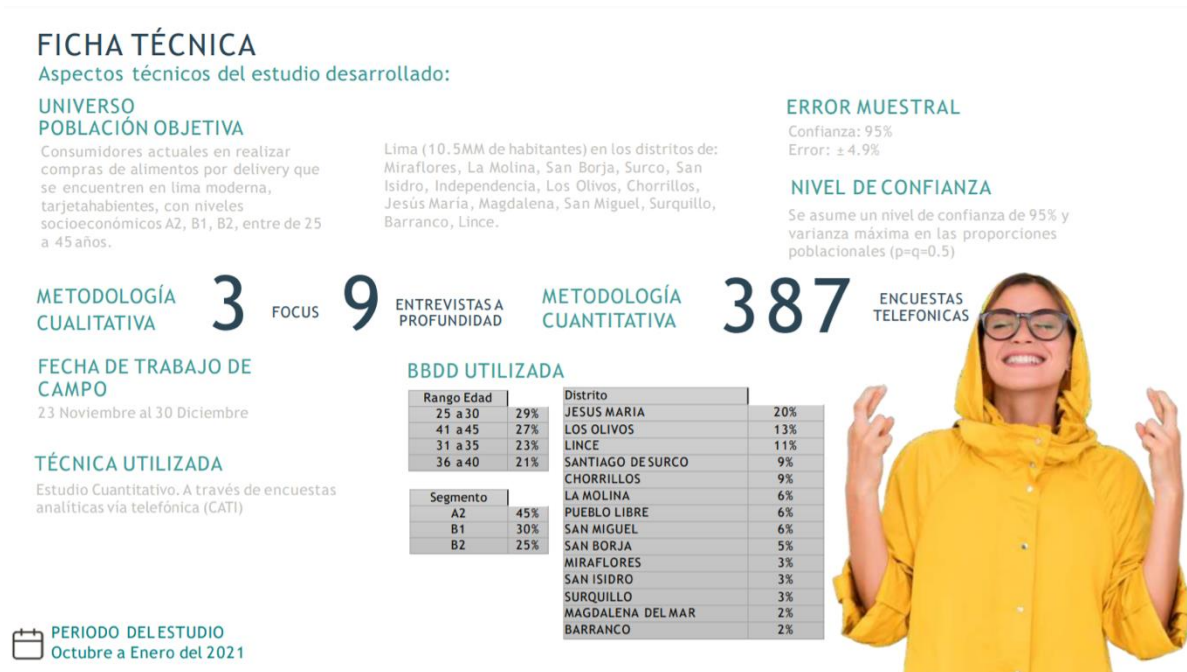 FICHA TÉCNICA
Aspectos técnicos del estudio desarrollado:
UNIVERSO
POBLACIÓN OBJETIVA
Consumidores actuales en realizar
compras de alimentos por delivery que
se encuentren en lima moderna,
tarjetahabientes, con niveles
socioeconómicos A2, B1, B2, entre de 25
a 45 años.
Lima (10.5MM de habitantes) en los distritos de:
Miraflores, La Molina, San Borja, Surco, San
Isidro, Independencia, Los Olivos, Chorrillos,
Jesús María, Magdalena, San Miguel, Surquillo,
Barranco, Lince.
ERROR MUESTRAL
Confianza: 95%
Error: ± 4.9%
NIVEL DE CONFIANZA
Se asume un nivel de confianza de 95% y
varianza máxima en las proporciones
poblacionales (p=q=0.5)
METODOLOGÍA
CUALITATIVA
3 FOCUS
9 ENTREVISTAS A
PROFUNDIDAD
METODOLOGÍA
CUANTITATIVA
387 ENCUESTAS
TELEFONICAS
FECHA DE TRABAJO DE
CAMPO
23 Noviembre al 30 Diciembre
TÉCNICA UTILIZADA
Estudio Cuantitativo. A través de encuestas
analíticas vía telefónica (CATI)
BBDD UTILIZADA
Rango Edad
25 a 30 29%
41 a 45 27%
31 a 35 23%
36 a 40 21%
Segmento
A2 45%
B1 30%
B2 25%
Distrito
JESUS MARIA 20%
LOS OLIVOS 13%
LINCE 11%
SANTIAGO DE SURCO 9%
CHORRILLOS 9%
LA MOLINA 6%
PUEBLO LIBRE 6%
SAN MIGUEL 6%
SAN BORJA 5%
MIRAFLORES 3%
SAN ISIDRO 3%
SURQUILLO 3%
MAGDALENA DEL MAR 2%
BARRANCO 2%
PERIODO DEL ESTUDIO
Octubre a Enero del 2021